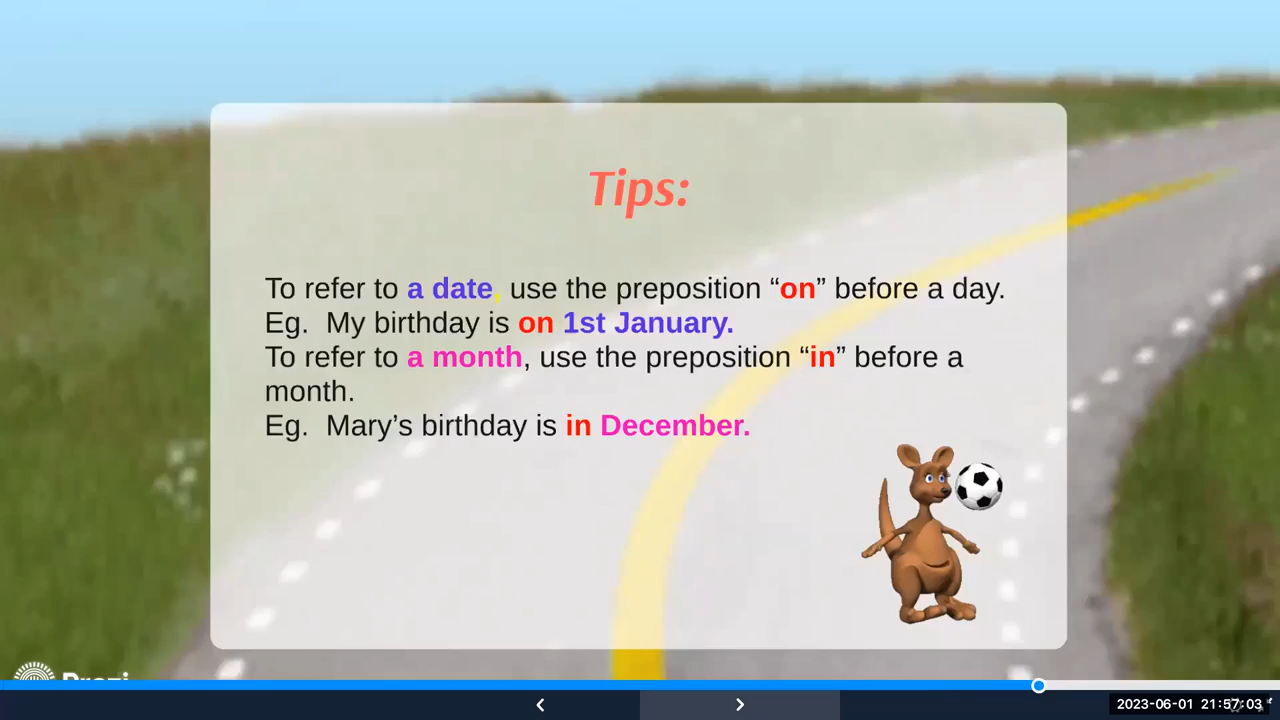 Tips:
To refer to a date, use the preposition “on” before a day.
Eg.  My birthday is on 1st January.
To refer to a month, use the preposition “in” before a
month.
Eg.  Mary’s birthday is in December.
Prezi
2023-06-01 21:57:03